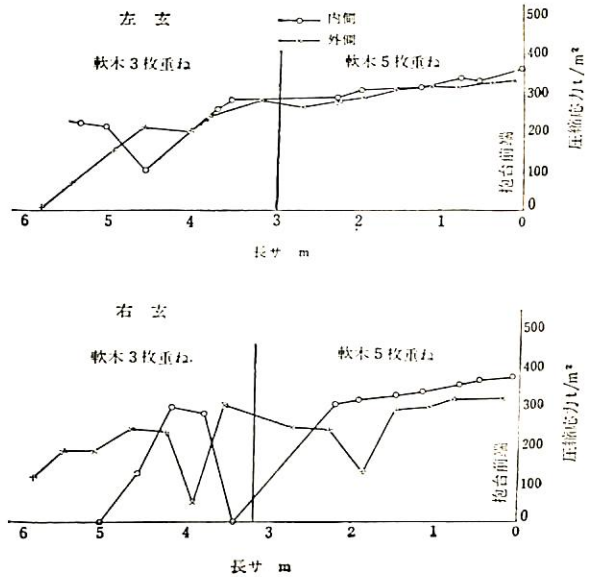 左玄
内側
外側
軟木3枚重ね
軟木5枚重ね
500
400
300
200
100
0
圧縮応力 t/m²
抱台前端
6 5 4 3 2 1 0
長サ m
右玄
軟木3枚重ね
軟木5枚重ね
500
400
300
200
100
0
圧縮応力 t/m²
抱台前端
6 5 4 3 2 1 0
長サ m